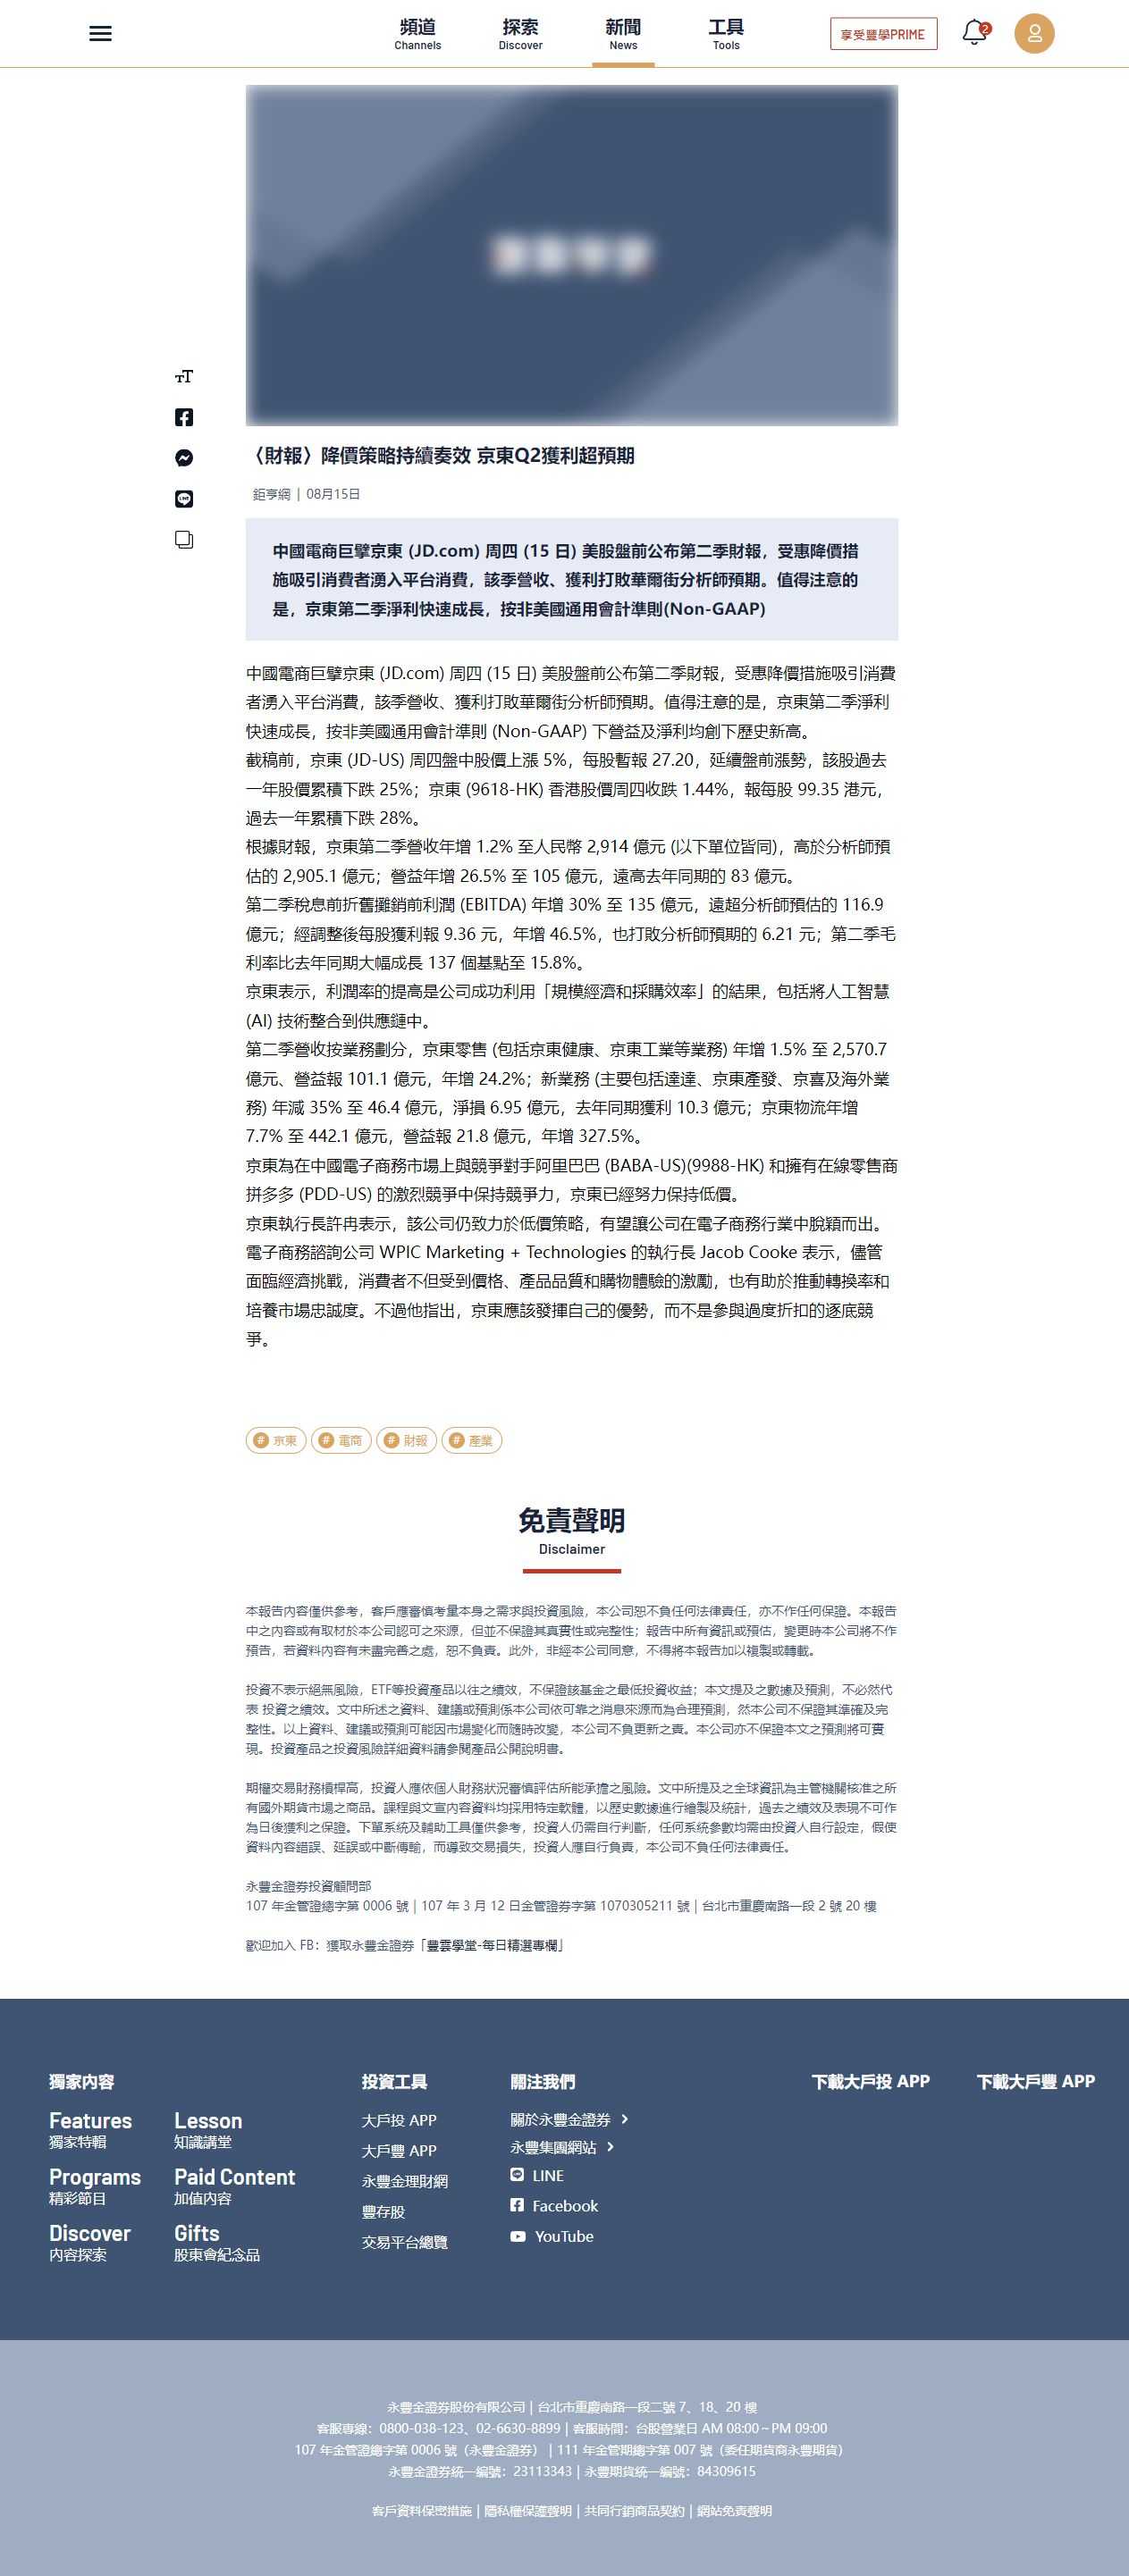 頻道
Channels
探索
Discover
新聞
News
工具
Tools
享受豐學PRIME
2
〈財報〉降價策略持續奏效 京東Q2獲利超預期
鉅亨網 | 08月15日
中國電商巨擘京東 (JD.com) 周四 (15 日) 美股盤前公布第二季財報，受惠降價措
施吸引消費者湧入平台消費，該季營收、獲利打敗華爾街分析師預期。值得注意的
是，京東第二季淨利快速成長，按非美國通用會計準則(Non-GAAP)
中國電商巨擘京東 (JD.com) 周四 (15 日) 美股盤前公布第二季財報，受惠降價措施吸引消費
者湧入平台消費，該季營收、獲利打敗華爾街分析師預期。值得注意的是，京東第二季淨利
快速成長，按非美國通用會計準則 (Non-GAAP) 下營益及淨利均創下歷史新高。
截稿前，京東 (JD-US) 周四盤中股價上漲 5%，每股暫報 27.20，延續盤前漲勢，該股過去
一年股價累積下跌 25%；京東 (9618-HK) 香港股價周四收跌 1.44%，報每股 99.35 港元，
過去一年累積下跌 28%。
根據財報，京東第二季營收年增 1.2% 至人民幣 2,914 億元 (以下單位皆同)，高於分析師預
估的 2,905.1 億元；營益年增 26.5% 至 105 億元，遠高去年同期的 83 億元。
第二季稅息前折舊攤銷前利潤 (EBITDA) 年增 30% 至 135 億元，遠超分析師預估的 116.9
億元；經調整後每股獲利報 9.36 元，年增 46.5%，也打敗分析師預期的 6.21 元；第二季毛
利率比去年同期大幅成長 137 個基點至 15.8%。
京東表示，利潤率的提高是公司成功利用「規模經濟和採購效率」的結果，包括將人工智慧
(AI) 技術整合到供應鏈中。
第二季營收按業務劃分，京東零售 (包括京東健康、京東工業等業務) 年增 1.5% 至 2,570.7
億元、營益報 101.1 億元，年增 24.2%；新業務 (主要包括達達、京東產發、京喜及海外業
務) 年減 35% 至 46.4 億元，淨損 6.95 億元，去年同期獲利 10.3 億元；京東物流年增
7.7% 至 442.1 億元，營益報 21.8 億元，年增 327.5%。
京東為在中國電子商務市場上與競爭對手阿里巴巴 (BABA-US)(9988-HK) 和擁有在線零售商
拼多多 (PDD-US) 的激烈競爭中保持競爭力，京東已經努力保持低價。
京東執行長許冉表示，該公司仍致力於低價策略，有望讓公司在電子商務行業中脫穎而出。
電子商務諮詢公司 WPIC Marketing + Technologies 的執行長 Jacob Cooke 表示，儘管
面臨經濟挑戰，消費者不但受到價格、產品品質和購物體驗的激勵，也有助於推動轉換率和
培養市場忠誠度。不過他指出，京東應該發揮自己的優勢，而不是參與過度折扣的逐底競
爭。
# 京東 # 電商 # 財報 # 產業
免責聲明
Disclaimer
本報告內容僅供參考，客戶應審慎考量本身之需求與投資風險，本公司恕不負任何法律責任，亦不作任何保證。本報告
中之內容或有取材於本公司認可之來源，但並不保證其真實性或完整性；報告中所有資訊或預估，變更時本公司將不作
預告，若資料內容有未盡完善之處，恕不負責。此外，非經本公司同意，不得將本報告加以複製或轉載。
投資不表示絕無風險，ETF等投資產品以往之績效，不保證該基金之最低投資收益；本文提及之數據及預測，不必然代
表 投資之績效。文中所述之資料、建議或預測係本公司依可靠之消息來源而為合理預測，然本公司不保證其準確及完
整性。以上資料、建議或預測可能因市場變化而隨時改變，本公司不負更新之責。本公司亦不保證本文之預測將可實
現。投資產品之投資風險詳細資料請參閱產品公開說明書。
期權交易財務槓桿高，投資人應依個人財務狀況審慎評估所能承擔之風險。文中所提及之全球資訊為主管機關核准之所
有國外期貨市場之商品。課程與文宣內容資料均採用特定軟體，以歷史數據進行繪製及統計，過去之績效及表現不可作
為日後獲利之保證。下單系統及輔助工具僅供參考，投資人仍需自行判斷，任何系統參數均需由投資人自行設定，假使
資料內容錯誤、延誤或中斷傳輸，而導致交易損失，投資人應自行負責，本公司不負任何法律責任。
永豐金證券投資顧問部
107 年金管證總字第 0006 號｜107 年 3 月 12 日金管證券字第 1070305211 號｜台北市重慶南路一段 2 號 20 樓
歡迎加入 FB：獲取永豐金證券「豐雲學堂-每日精選專欄」
獨家內容
Features
獨家特輯
Lesson
知識講堂
Programs
精彩節目
Paid Content
加值內容
Discover
內容探索
Gifts
股東會紀念品
投資工具
大戶投 APP
大戶豐 APP
永豐金理財網
豐存股
交易平台總覽
關注我們
關於永豐金證券
永豐集團網站
LINE
Facebook
YouTube
下載大戶投 APP
下載大戶豐 APP
永豐金證券股份有限公司｜台北市重慶南路一段二號 7、18、20 樓
客服專線：0800-038-123、02-6630-8899｜客服時間：台股營業日 AM 08:00～PM 09:00
107 年金管證總字第 0006 號（永豐金證券）｜111 年金管期總字第 007 號（委任期貨商永豐期貨）
永豐金證券統一編號：23113343｜永豐期貨統一編號：84309615
客戶資料保密措施｜隱私權保護聲明｜共同行銷商品契約｜網站免責聲明